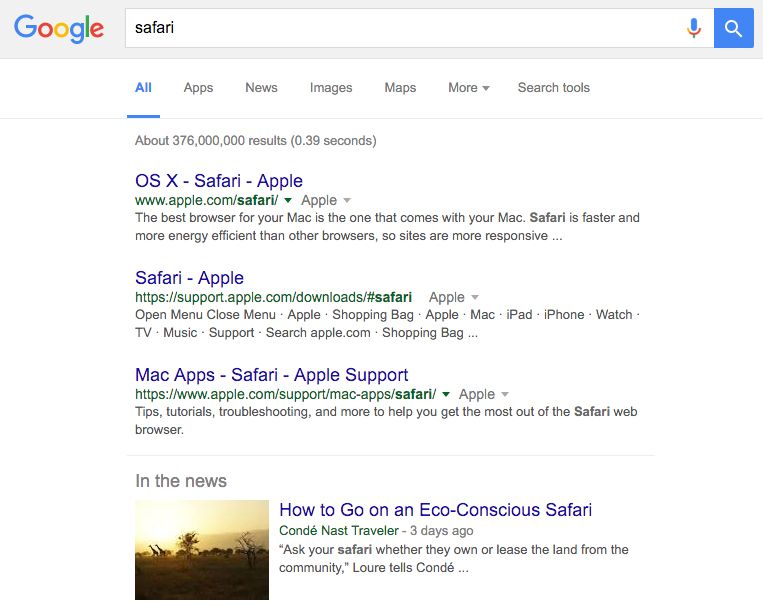 Google
safari
All Apps News Images Maps More Search tools
About 376,000,000 results (0.39 seconds)
OS X - Safari - Apple
www.apple.com/safari/ Apple
The best browser for your Mac is the one that comes with your Mac. Safari is faster and
more energy efficient than other browsers, so sites are more responsive ...
Safari - Apple
https://support.apple.com/downloads/#safari Apple
Open Menu Close Menu · Apple · Shopping Bag · Apple · Mac · iPad · iPhone · Watch ·
TV · Music · Support · Search apple.com · Shopping Bag ...
Mac Apps - Safari - Apple Support
https://www.apple.com/support/mac-apps/safari/ Apple
Tips, tutorials, troubleshooting, and more to help you get the most out of the Safari web
browser.
In the news
How to Go on an Eco-Conscious Safari
Condé Nast Traveler - 3 days ago
“Ask your safari whether they own or lease the land from the
community,” Loure tells Condé ...